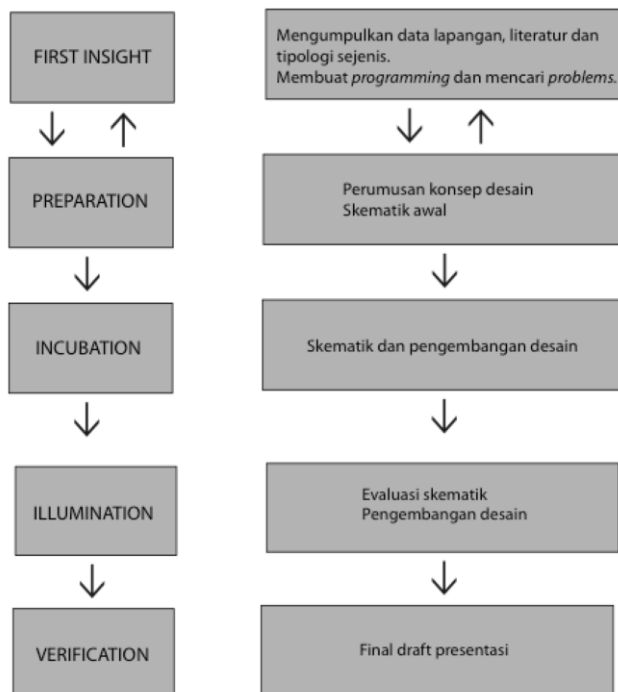 FIRST INSIGHT
Mengumpulkan data lapangan, literatur dan
tipologi sejenis.
Membuat programming dan mencari problems.
PREPARATION
Perumusan konsep desain
Skematik awal
INCUBATION
Skematik dan pengembangan desain
ILLUMINATION
Evaluasi skematik
Pengembangan desain
VERIFICATION
Final draft presentasi